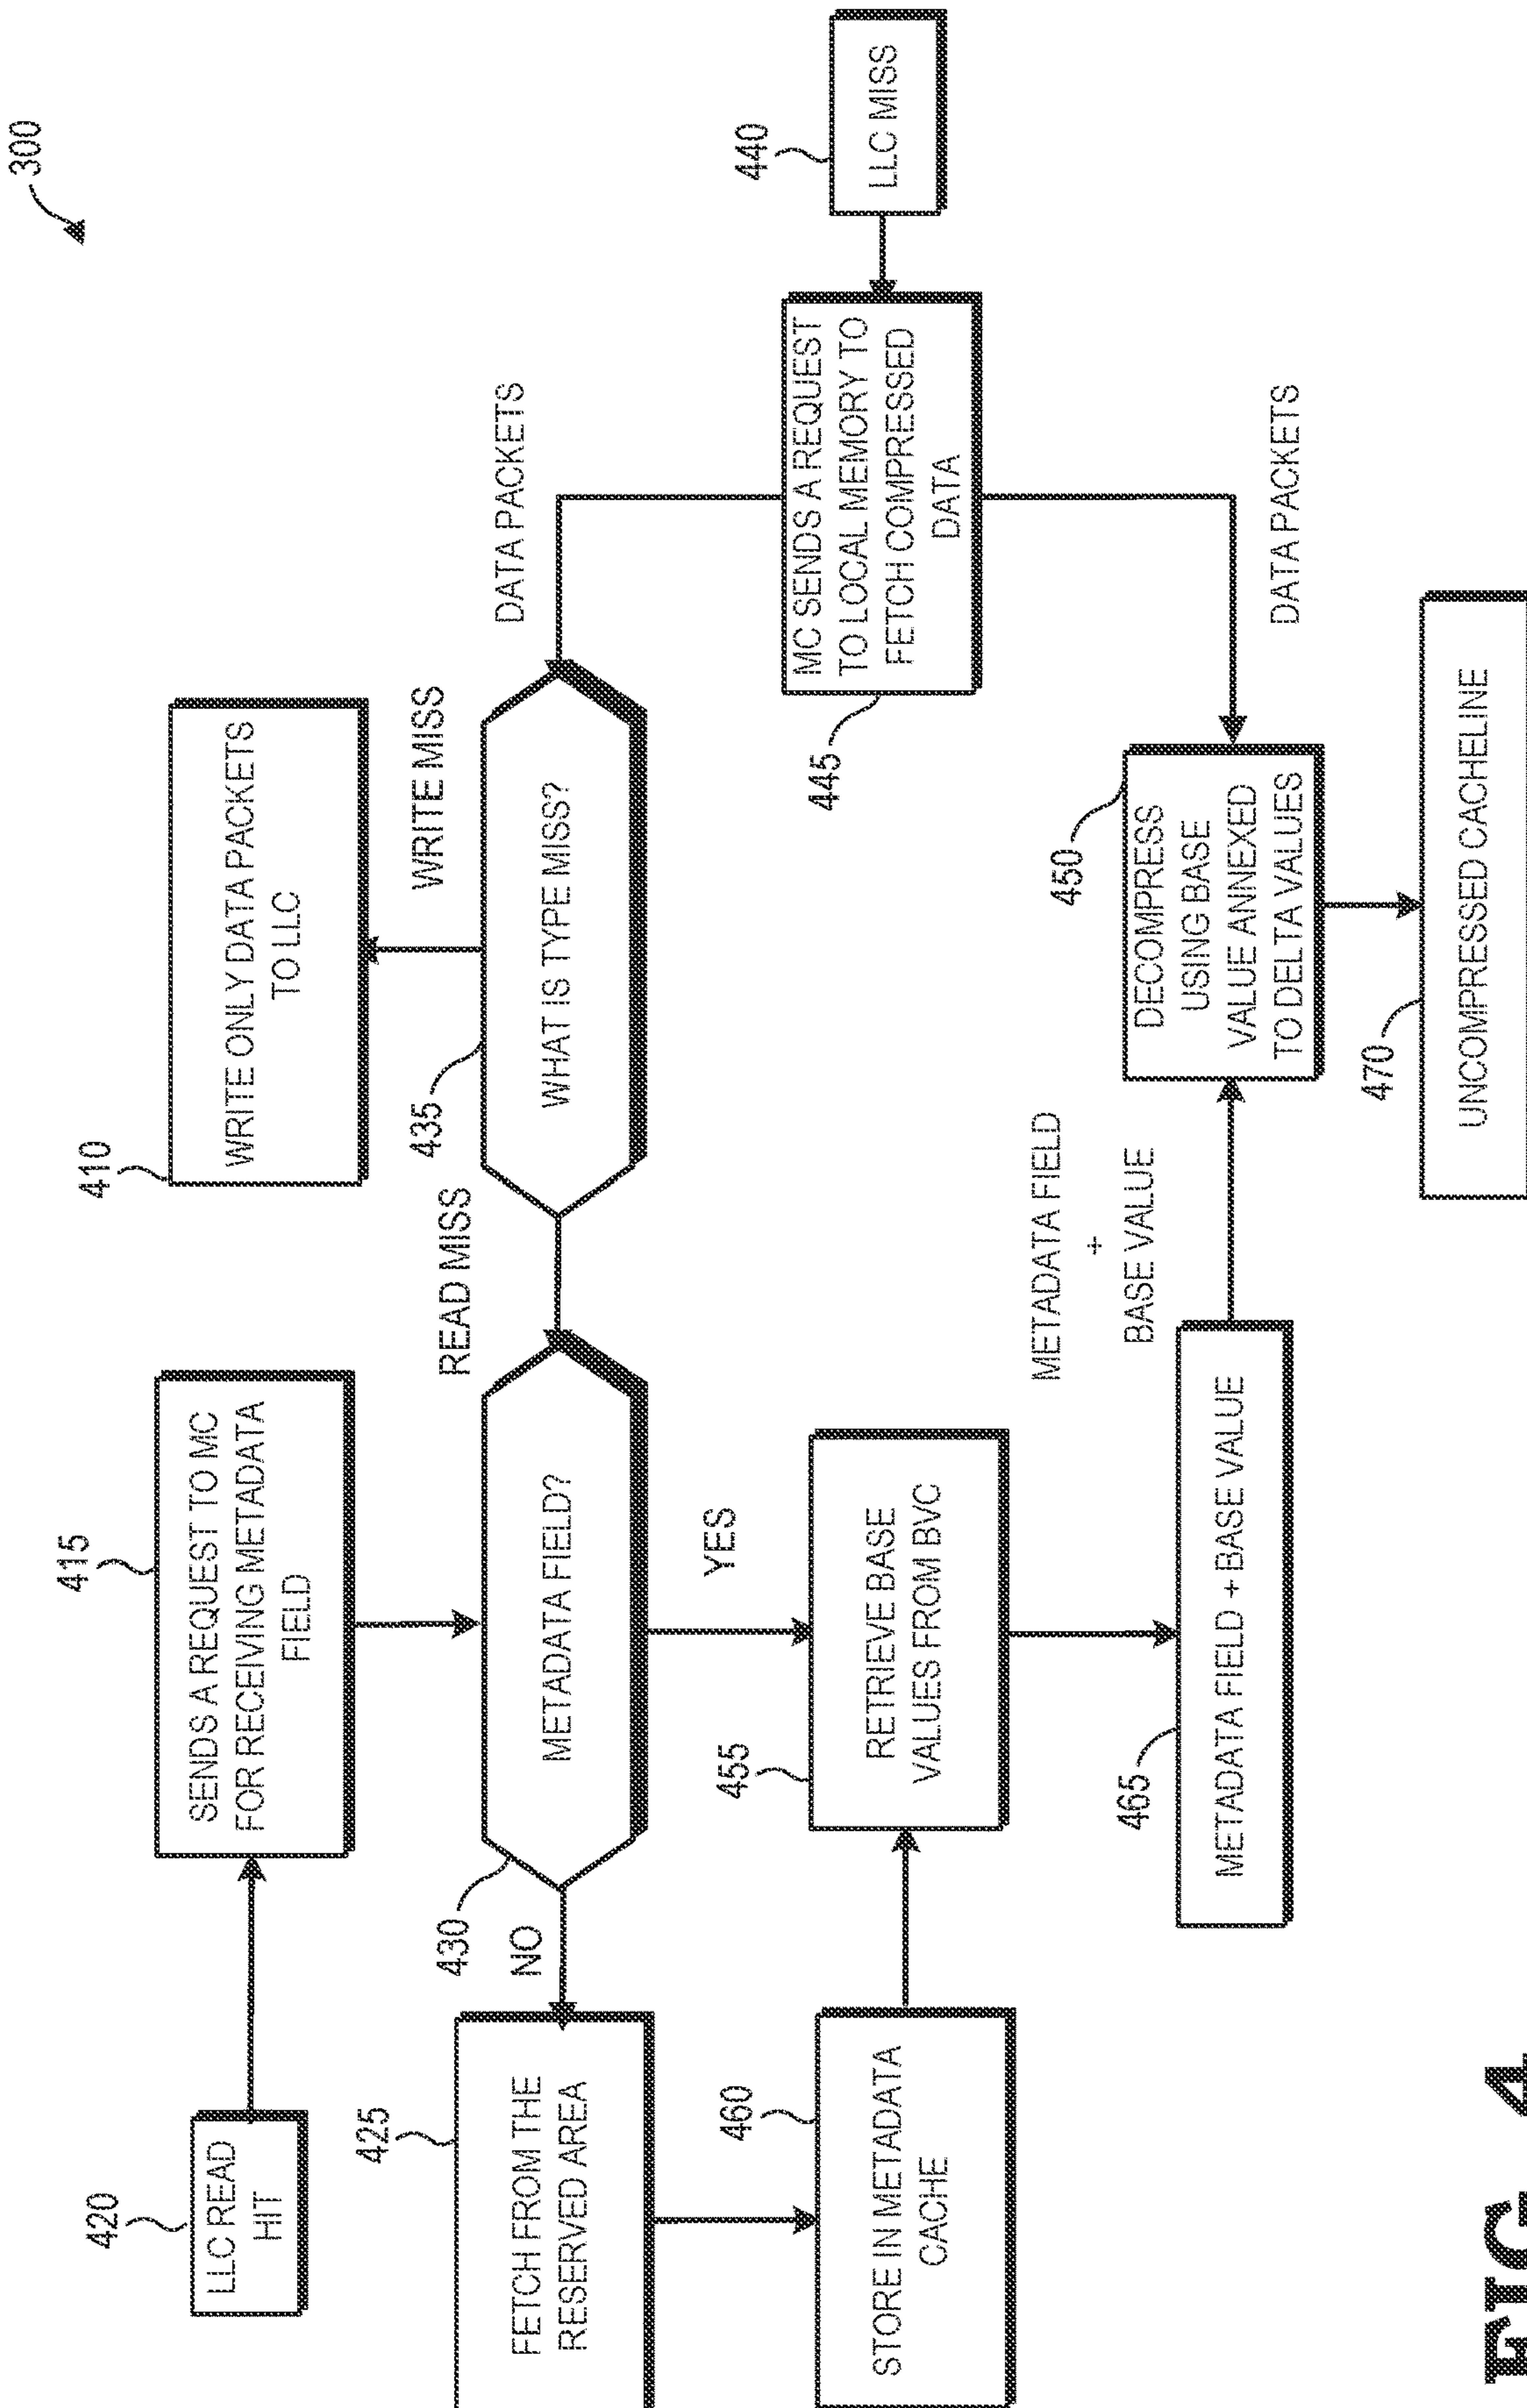 300
420
LLC READ
HIT
415
SENDS A REQUEST TO MC
FOR RECEIVING METADATA
FIELD
410
WRITE ONLY DATA PACKETS
TO LLC
425
FETCH FROM THE
RESERVED AREA
NO
430
METADATA FIELD?
READ MISS
435
WHAT IS TYPE MISS?
WRITE MISS
DATA PACKETS
YES
460
STORE IN METADATA
CACHE
455
RETRIEVE BASE
VALUES FROM BVC
445
MC SENDS A REQUEST
TO LOCAL MEMORY TO
FETCH COMPRESSED
DATA
440
LLC MISS
465
METADATA FIELD + BASE VALUE
METADATA FIELD
+
BASE VALUE
450
DECOMPRESS
USING BASE
VALUE ANNEXED
TO DELTA VALUES
DATA PACKETS
470
UNCOMPRESSED CACHELINE
FIG. 4